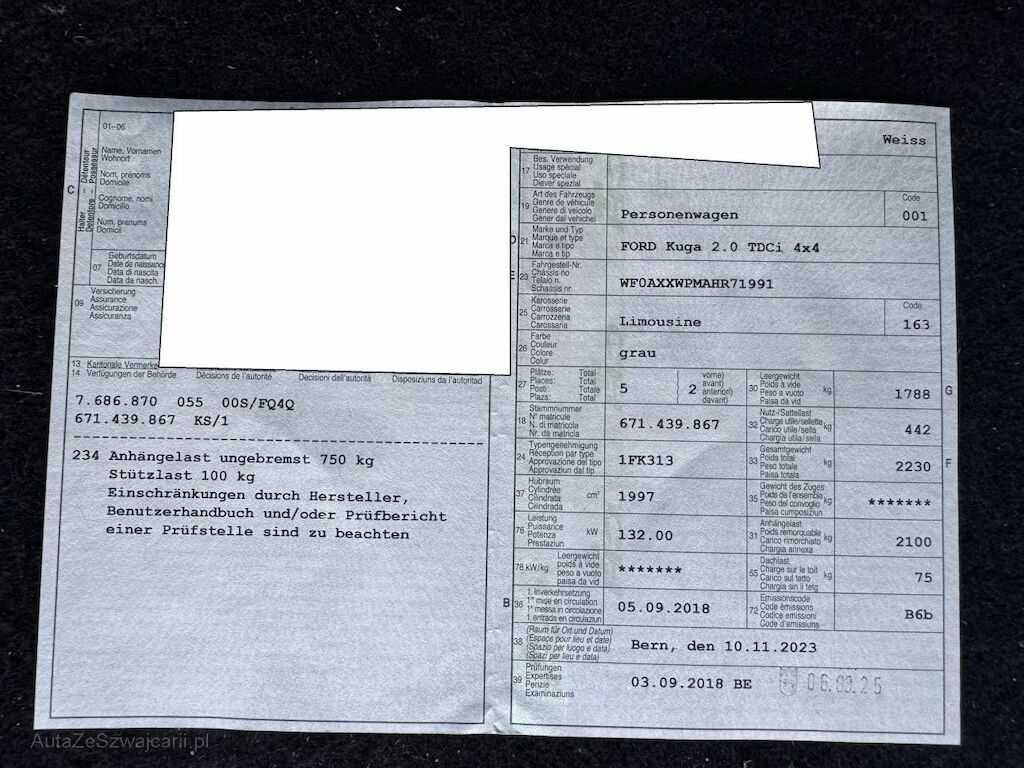 01–06
Halter - Détenteur
Detentore - Possessur
C
Name, Vornamen
Wohnort
Nom, prénoms
Domicile
Cognome, nomi
Domicilio
Num, prenums
Domicil
07
Geburtsdatum
Date de naissance
Data di nascita
Data da nasch.
09
Versicherung
Assurance
Assicurazione
Assicuranza
13 Kantonale Vermerke
14 Verfügungen der Behörde Décisions de l'autorité Decisioni dell'autorità Disposiziuns da l'autoritad
7.686.870 055 00S/FQ4Q
671.439.867 KS/1
234 Anhängelast ungebremst 750 kg
Stützlast 100 kg
Einschränkungen durch Hersteller,
Benutzerhandbuch und/oder Prüfbericht
einer Prüfstelle sind zu beachten
Weiss
17
Bes. Verwendung
Usage spécial
Uso speciale
Diever spezial
19
Art des Fahrzeugs
Genre de véhicule
Genere di veicolo
Gener dal vehichel
Personenwagen
Code
001
D
21
Marke und Typ
Marque et type
Marca e tipo
Marca e tip
FORD Kuga 2.0 TDCi 4x4
E
23
Fahrgestell-Nr.
Châssis no
Telaio n.
Schassis nr.
WF0AXXWPMAHR71991
25
Karosserie
Carrosserie
Carrozzeria
Carossaria
Limousine
Code
163
26
Farbe
Couleur
Colore
Colur
grau
27
Plätze: Total
Places: Total
Posti: Totale
Plazs: Total
5
2
vorne)
avant)
anteriori)
davant)
30
Leergewicht
Poids à vide
Peso a vuoto
Paisa da vid
kg
1788
G
18
Stammnummer
N° matricule
N. di matricola
Nr. da matricla
671.439.867
32
Nutz-/Sattellast
Charge utile/sellette
Carico utile/sella
Chargia utila/sella
kg
442
24
Typengenehmigung
Réception par type
Approvazione del tipo
Approvaziun dal tip
1FK313
33
Gesamtgewicht
Poids total
Peso totale
Paisa totala
kg
2230
F
37
Hubraum
Cylindrée
Cilindrata
Cilindrada
cm³
1997
35
Gewicht des Zuges
Poids de l'ensemble
Peso del convoglio
Paisa cumposiziun
kg
*******
76
Leistung
Puissance
Potenza
Prestaziun
kW
132.00
31
Anhängelast
Poids remorquable
Carico rimorchiato
Chargia annexa
kg
2100
78 kW/kg
Leergewicht
poids à vide
peso a vuoto
paisa da vid
*******
55
Dachlast
Charge sur le toit
Carico sul tetto
Chargia sin il tetg
kg
75
B
36
1. Inverkehrsetzung
1re mise en circulation
1a messa in circolazione
1. entrada en circulaziun
05.09.2018
72
Emissionscode
Code émissions
Codice emissioni
Code d'emissiuns
B6b
38
(Raum für Ort und Datum)
(Espace pour lieu et date)
(Spazio per luogo e data)
(Spazi per lieu e data)
Bern, den 10.11.2023
39
Prüfungen
Expertises
Perizie
Examinaziuns
03.09.2018 BE
06.03.25
AutaZeSzwajcarii.pl